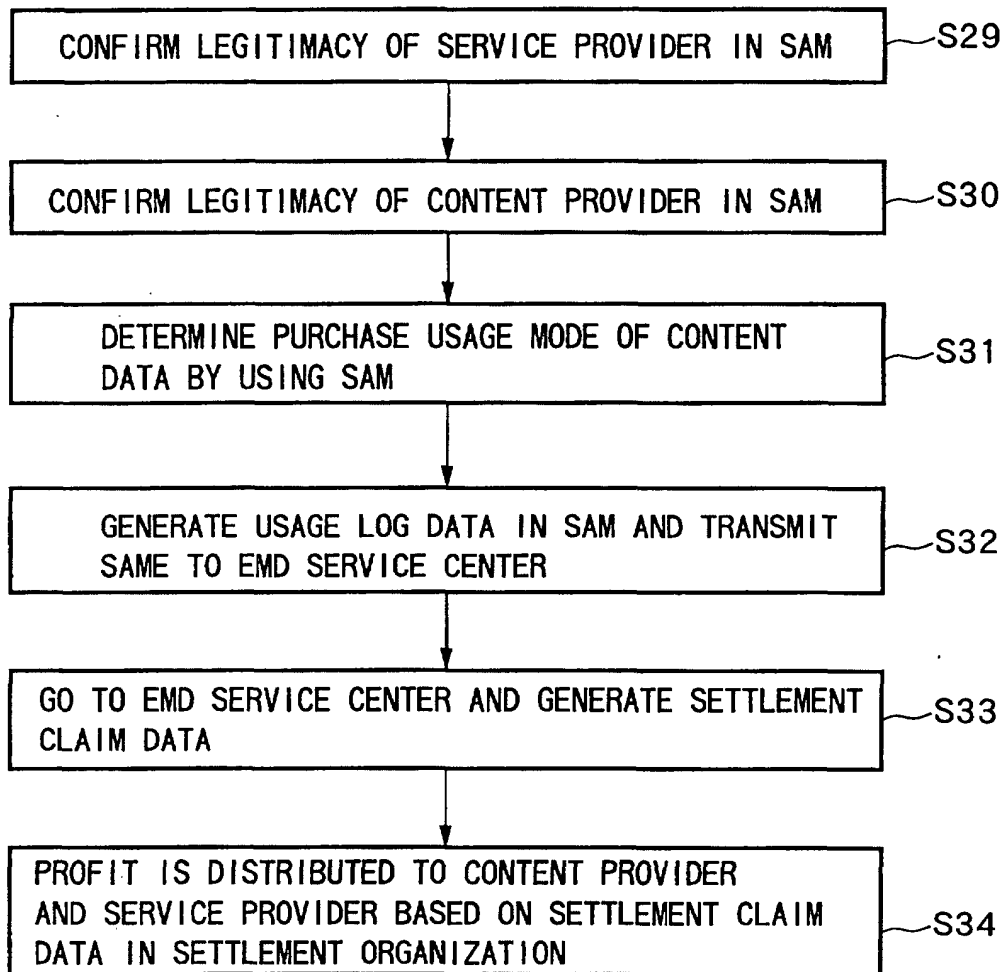 CONFIRM LEGITIMACY OF SERVICE PROVIDER IN SAM
S29
CONFIRM LEGITIMACY OF CONTENT PROVIDER IN SAM
S30
DETERMINE PURCHASE USAGE MODE OF CONTENT
DATA BY USING SAM
S31
GENERATE USAGE LOG DATA IN SAM AND TRANSMIT
SAME TO EMD SERVICE CENTER
S32
GO TO EMD SERVICE CENTER AND GENERATE SETTLEMENT
CLAIM DATA
S33
PROFIT IS DISTRIBUTED TO CONTENT PROVIDER
AND SERVICE PROVIDER BASED ON SETTLEMENT CLAIM
DATA IN SETTLEMENT ORGANIZATION
S34